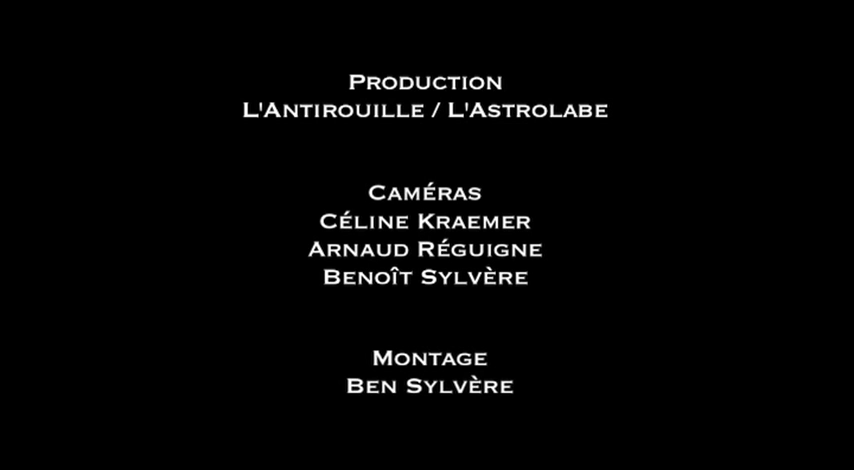 Production
L'Antirouille / L'Astrolabe
Caméras
Céline Kraemer
Arnaud Réguigne
Benoît Sylvère
Montage
Ben Sylvère